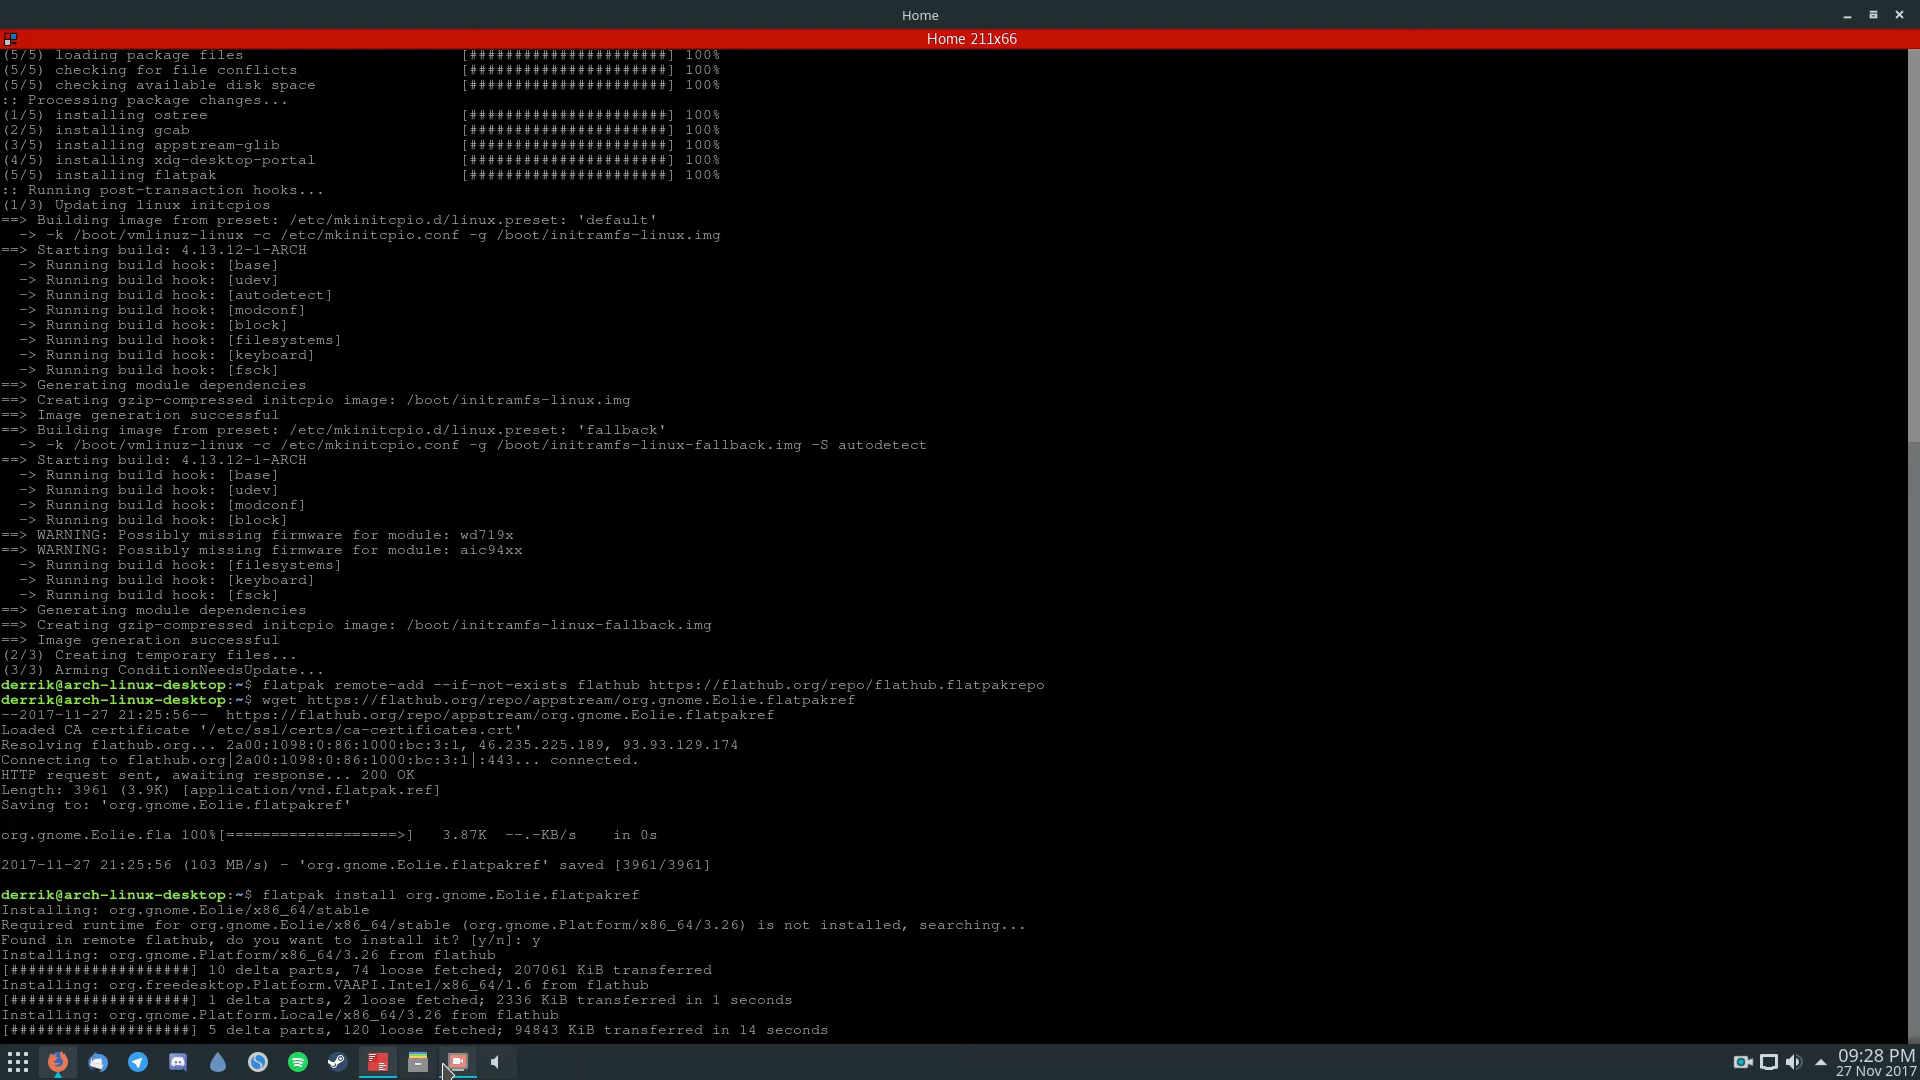 Home
Home 211x66
(5/5) loading package files [######################] 100%
(5/5) checking for file conflicts [######################] 100%
(5/5) checking available disk space [######################] 100%
:: Processing package changes...
(1/5) installing ostree [######################] 100%
(2/5) installing gcab [######################] 100%
(3/5) installing appstream-glib [######################] 100%
(4/5) installing xdg-desktop-portal [######################] 100%
(5/5) installing flatpak [######################] 100%
:: Running post-transaction hooks...
(1/3) Updating linux initcpios
==> Building image from preset: /etc/mkinitcpio.d/linux.preset: 'default'
  -> -k /boot/vmlinuz-linux -c /etc/mkinitcpio.conf -g /boot/initramfs-linux.img
==> Starting build: 4.13.12-1-ARCH
  -> Running build hook: [base]
  -> Running build hook: [udev]
  -> Running build hook: [autodetect]
  -> Running build hook: [modconf]
  -> Running build hook: [block]
  -> Running build hook: [filesystems]
  -> Running build hook: [keyboard]
  -> Running build hook: [fsck]
==> Generating module dependencies
==> Creating gzip-compressed initcpio image: /boot/initramfs-linux.img
==> Image generation successful
==> Building image from preset: /etc/mkinitcpio.d/linux.preset: 'fallback'
  -> -k /boot/vmlinuz-linux -c /etc/mkinitcpio.conf -g /boot/initramfs-linux-fallback.img -S autodetect
==> Starting build: 4.13.12-1-ARCH
  -> Running build hook: [base]
  -> Running build hook: [udev]
  -> Running build hook: [modconf]
  -> Running build hook: [block]
==> WARNING: Possibly missing firmware for module: wd719x
==> WARNING: Possibly missing firmware for module: aic94xx
  -> Running build hook: [filesystems]
  -> Running build hook: [keyboard]
  -> Running build hook: [fsck]
==> Generating module dependencies
==> Creating gzip-compressed initcpio image: /boot/initramfs-linux-fallback.img
==> Image generation successful
(2/3) Creating temporary files...
(3/3) Arming ConditionNeedsUpdate...
derrik@arch-linux-desktop:~$ flatpak remote-add --if-not-exists flathub https://flathub.org/repo/flathub.flatpakrepo
derrik@arch-linux-desktop:~$ wget https://flathub.org/repo/appstream/org.gnome.Eolie.flatpakref
--2017-11-27 21:25:56--  https://flathub.org/repo/appstream/org.gnome.Eolie.flatpakref
Loaded CA certificate '/etc/ssl/certs/ca-certificates.crt'
Resolving flathub.org... 2a00:1098:0:86:1000:bc:3:1, 46.235.225.189, 93.93.129.174
Connecting to flathub.org|2a00:1098:0:86:1000:bc:3:1|:443... connected.
HTTP request sent, awaiting response... 200 OK
Length: 3961 (3.9K) [application/vnd.flatpak.ref]
Saving to: 'org.gnome.Eolie.flatpakref'
org.gnome.Eolie.fla 100%[===================>]   3.87K  --.-KB/s    in 0s
2017-11-27 21:25:56 (103 MB/s) - 'org.gnome.Eolie.flatpakref' saved [3961/3961]
derrik@arch-linux-desktop:~$ flatpak install org.gnome.Eolie.flatpakref
Installing: org.gnome.Eolie/x86_64/stable
Required runtime for org.gnome.Eolie/x86_64/stable (org.gnome.Platform/x86_64/3.26) is not installed, searching...
Found in remote flathub, do you want to install it? [y/n]: y
Installing: org.gnome.Platform/x86_64/3.26 from flathub
[####################] 10 delta parts, 74 loose fetched; 207061 KiB transferred
Installing: org.freedesktop.Platform.VAAPI.Intel/x86_64/1.6 from flathub
[####################] 1 delta parts, 2 loose fetched; 2336 KiB transferred in 1 seconds
Installing: org.gnome.Platform.Locale/x86_64/3.26 from flathub
[####################] 5 delta parts, 120 loose fetched; 94843 KiB transferred in 14 seconds
09:28 PM
27 Nov 2017